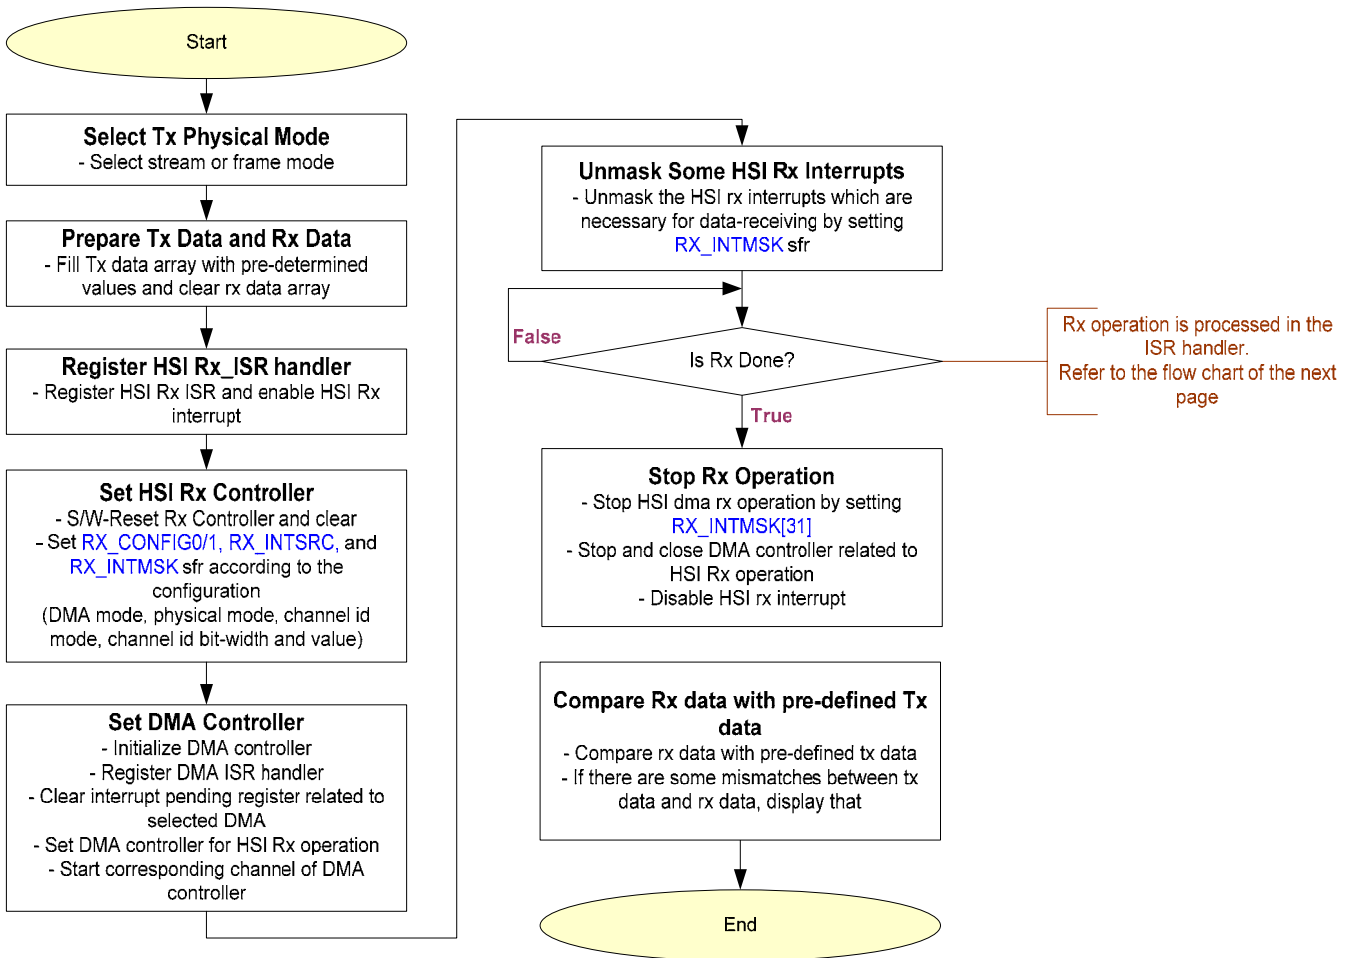 Start
Select Tx Physical Mode
- Select stream or frame mode
Prepare Tx Data and Rx Data
- Fill Tx data array with pre-determined
values and clear rx data array
Register HSI Rx_ISR handler
- Register HSI Rx ISR and enable HSI Rx
interrupt
Set HSI Rx Controller
- S/W-Reset Rx Controller and clear
- Set RX_CONFIG0/1, RX_INTSRC, and
RX_INTMSK sfr according to the
configuration
(DMA mode, physical mode, channel id
mode, channel id bit-width and value)
Set DMA Controller
- Initialize DMA controller
- Register DMA ISR handler
- Clear interrupt pending register related to
selected DMA
- Set DMA controller for HSI Rx operation
- Start corresponding channel of DMA
controller
Unmask Some HSI Rx Interrupts
- Unmask the HSI rx interrupts which are
necessary for data-receiving by setting
RX_INTMSK sfr
False
Is Rx Done?
True
Rx operation is processed in the
ISR handler.
Refer to the flow chart of the next
page
Stop Rx Operation
- Stop HSI dma rx operation by setting
RX_INTMSK[31]
- Stop and close DMA controller related to
HSI Rx operation
- Disable HSI rx interrupt
Compare Rx data with pre-defined Tx
data
- Compare rx data with pre-defined tx data
- If there are some mismatches between tx
data and rx data, display that
End